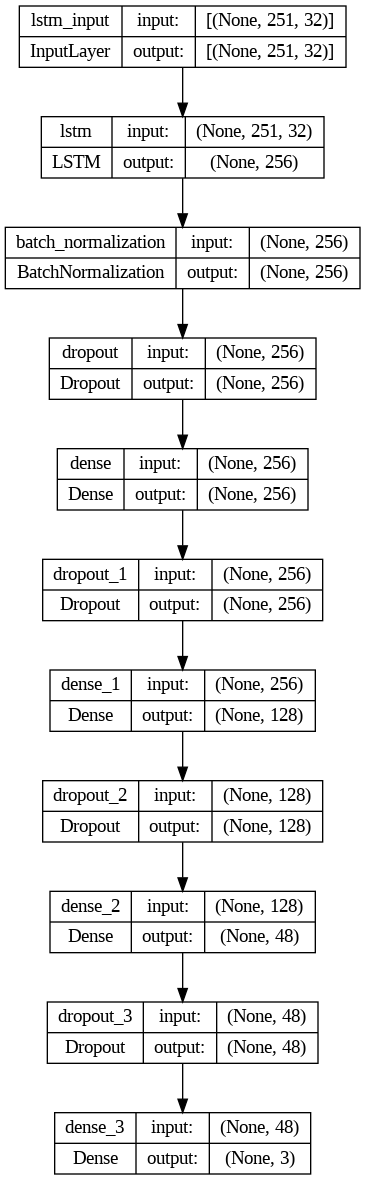 lstm_input input: [(None, 251, 32)]
InputLayer output: [(None, 251, 32)]
lstm input: (None, 251, 32)
LSTM output: (None, 256)
batch_normalization input: (None, 256)
BatchNormalization output: (None, 256)
dropout input: (None, 256)
Dropout output: (None, 256)
dense input: (None, 256)
Dense output: (None, 256)
dropout_1 input: (None, 256)
Dropout output: (None, 256)
dense_1 input: (None, 256)
Dense output: (None, 128)
dropout_2 input: (None, 128)
Dropout output: (None, 128)
dense_2 input: (None, 128)
Dense output: (None, 48)
dropout_3 input: (None, 48)
Dropout output: (None, 48)
dense_3 input: (None, 48)
Dense output: (None, 3)